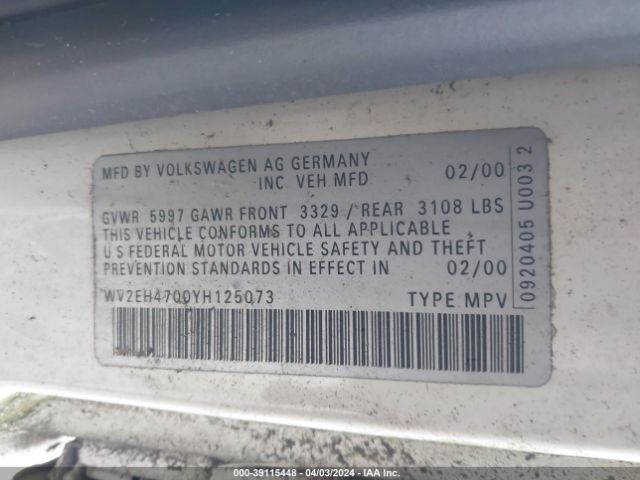 MFD BY VOLKSWAGEN AG GERMANY
INC VEH MFD 02/00
GVWR 5997 GAWR FRONT 3329 / REAR 3108 LBS
THIS VEHICLE CONFORMS TO ALL APPLICABLE
U S FEDERAL MOTOR VEHICLE SAFETY AND THEFT
PREVENTION STANDARDS IN EFFECT IN 02/00
WV2EH4700YH125073 TYPE MPV
0920405 U003 2
000-39115448 - 04/03/2024 - IAA Inc.